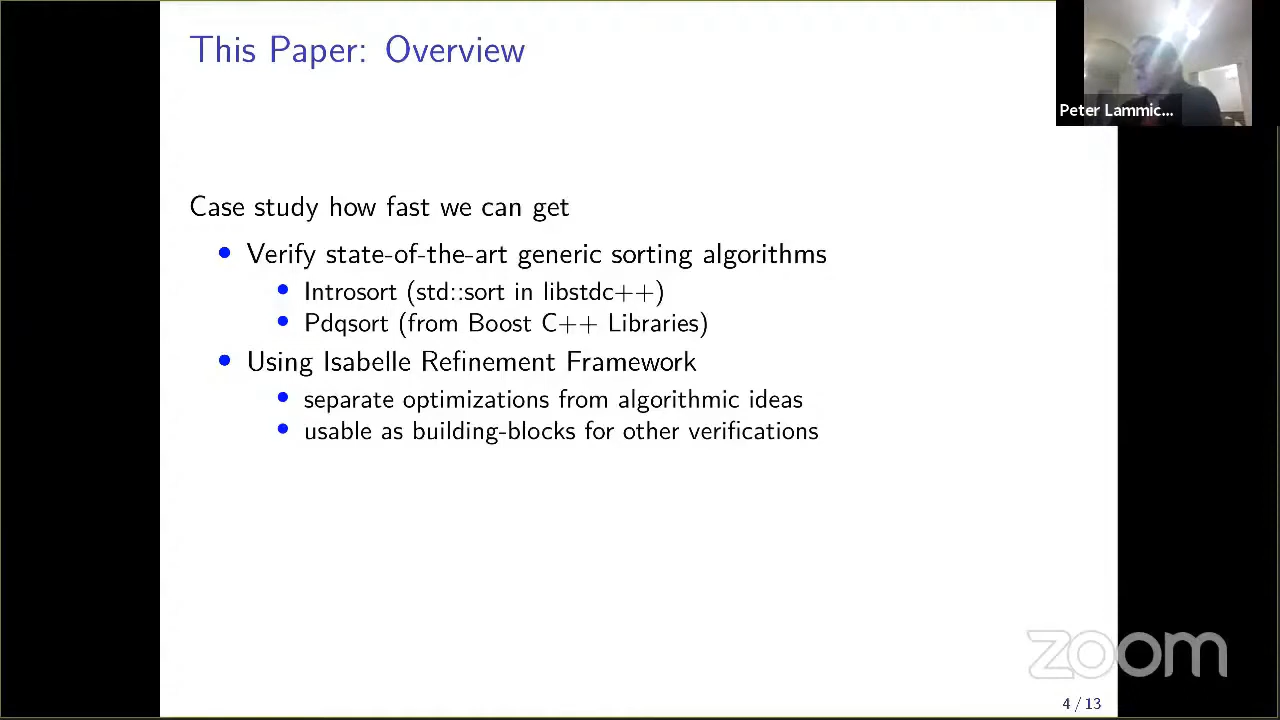 This Paper: Overview
Peter Lammic...
Case study how fast we can get
Verify state-of-the-art generic sorting algorithms
Introsort (std::sort in libstdc++)
Pdqsort (from Boost C++ Libraries)
Using Isabelle Refinement Framework
separate optimizations from algorithmic ideas
usable as building-blocks for other verifications
zoom
4 / 13